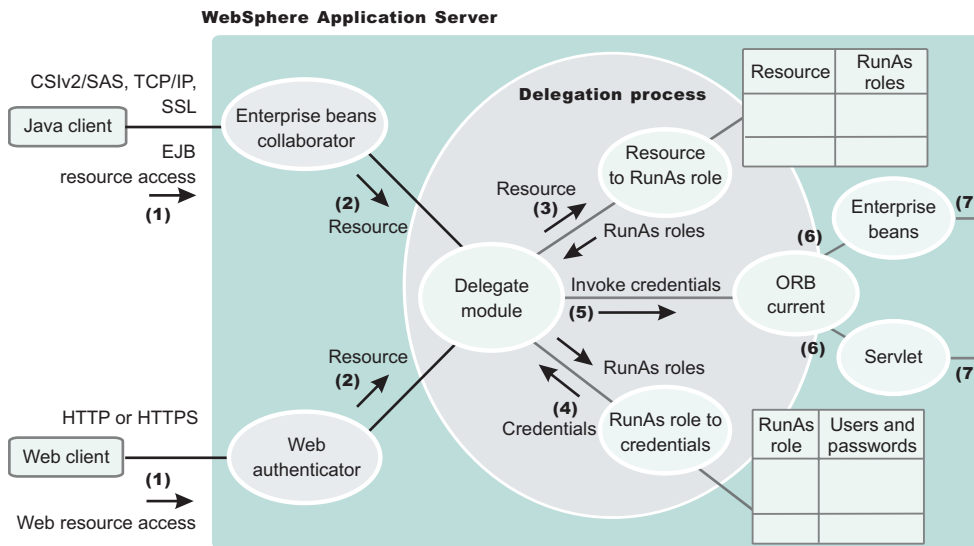 WebSphere Application Server
CSIv2/SAS, TCP/IP,
SSL
Java client
EJB
resource access
(1)
Enterprise beans
collaborator
(2)
Resource
Delegation process
Resource
RunAs
roles
Resource
to RunAs role
Resource
(3)
RunAs roles
Delegate
module
Invoke credentials
(5)
ORB
current
(6)
Enterprise
beans
(7
(6)
Servlet
(7
Resource
(2)
RunAs roles
(4)
Credentials
RunAs role to
credentials
RunAs
role
Users and
passwords
HTTP or HTTPS
Web client
(1)
Web resource access
Web
authenticator